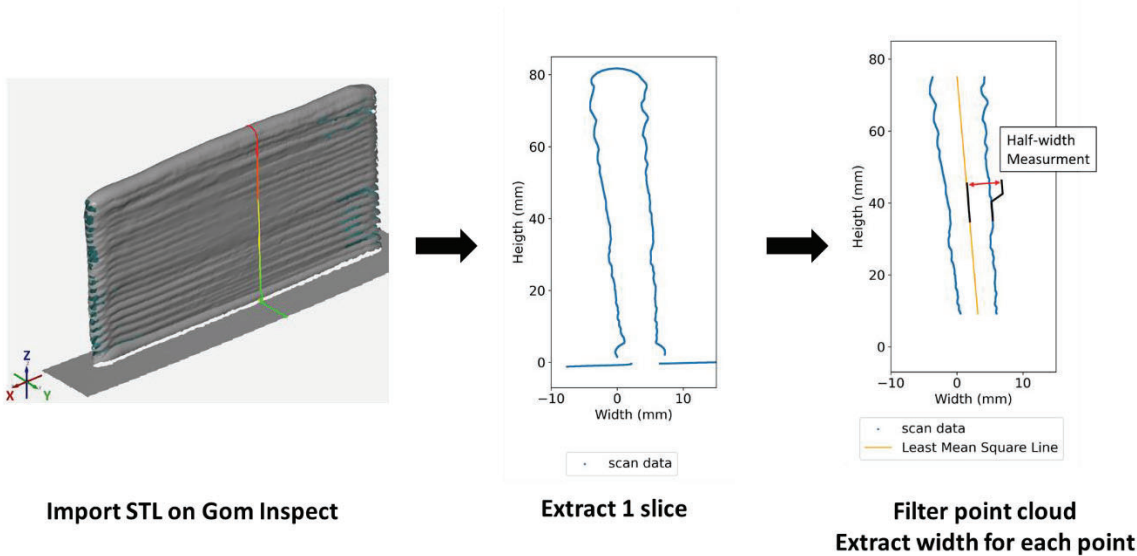 Z
X
Y
Heigth (mm)
80
60
40
20
0
−10
0
10
Width (mm)
scan data
Heigth (mm)
80
60
40
20
0
−10
0
10
Width (mm)
Half-width
Measurment
scan data
Least Mean Square Line
Import STL on Gom Inspect
Extract 1 slice
Filter point cloud
Extract width for each point